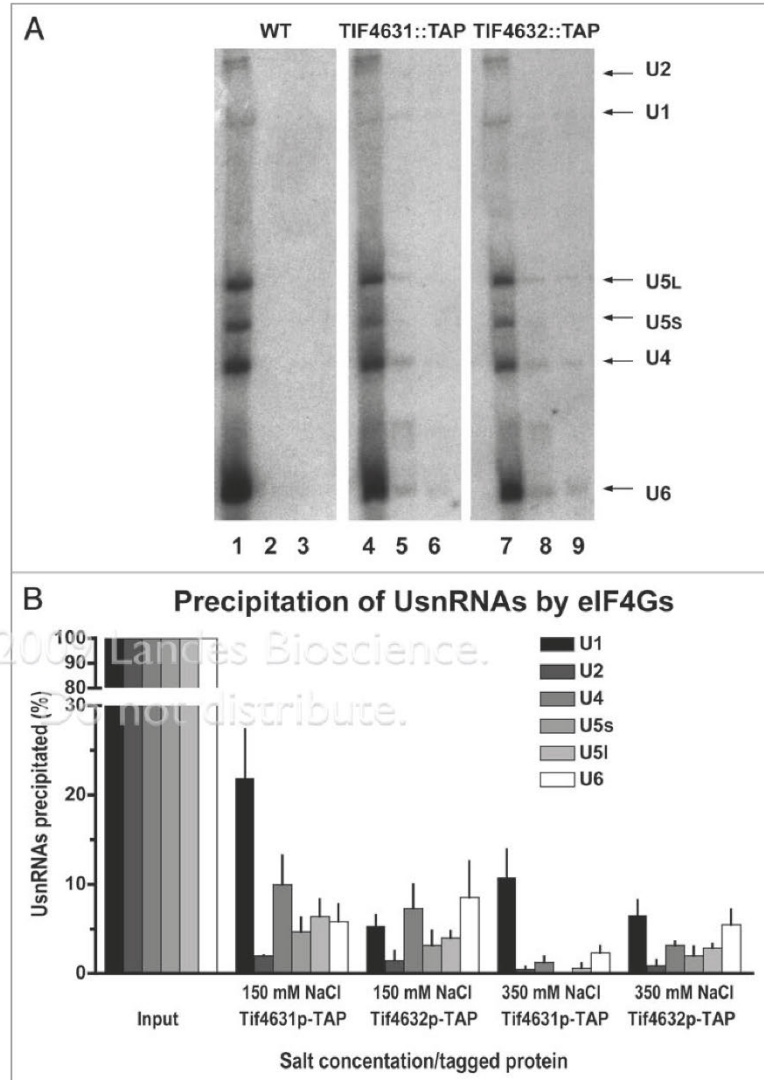 A
WT TIF4631::TAP TIF4632::TAP
U2
U1
U5L
U5S
U4
U6
1 2 3 4 5 6 7 8 9
B
Precipitation of UsnRNAs by eIF4Gs
2009 Landes Bioscience.
Do not distribute.
UsnRNAs precipitated (%)
100
90
80
30
20
10
0
U1
U2
U4
U5s
U5l
U6
Input
150 mM NaCl
Tif4631p-TAP
150 mM NaCl
Tif4632p-TAP
350 mM NaCl
Tif4631p-TAP
350 mM NaCl
Tif4632p-TAP
Salt concentation/tagged protein